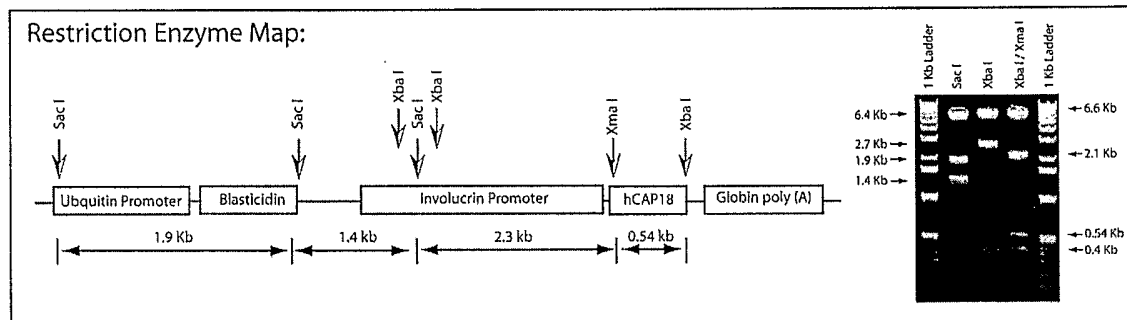 Restriction Enzyme Map:
Sac I
Sac I
Xba I
Sac I
Xba I
Xma I
Xba I
Ubquitin Promoter
Blasticidin
Involucrin Promoter
hCAP18
Globin poly (A)
1.9 Kb
1.4 kb
2.3 kb
0.54 Kb
1 Kb Ladder
Sac I
Xba I
Xba I / Xma I
1 Kb Ladder
6.4 Kb
2.7 Kb
1.9 Kb
1.4 Kb
6.6 Kb
2.1 Kb
0.54 Kb
0.4 Kb